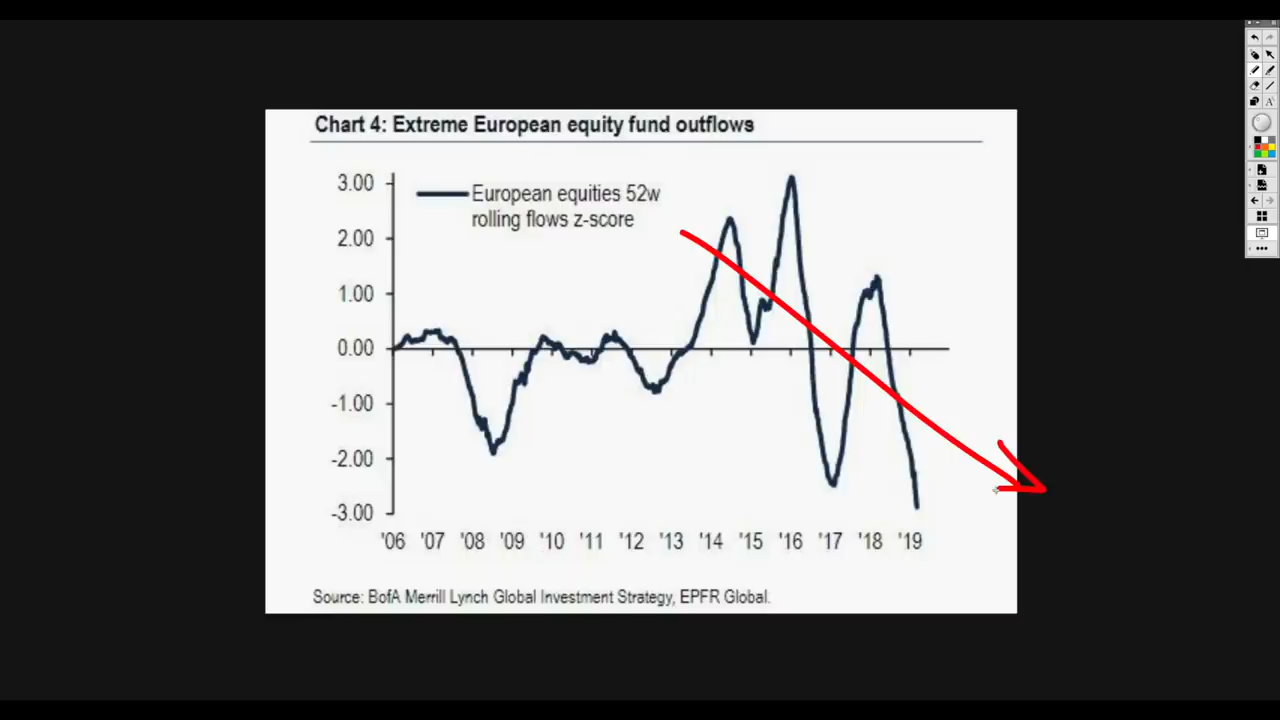 Chart 4: Extreme European equity fund outflows
European equities 52w
rolling flows z-score
3.00
2.00
1.00
0.00
-1.00
-2.00
-3.00
'06 '07 '08 '09 '10 '11 '12 '13 '14 '15 '16 '17 '18 '19
Source: BofA Merrill Lynch Global Investment Strategy, EPFR Global.
A